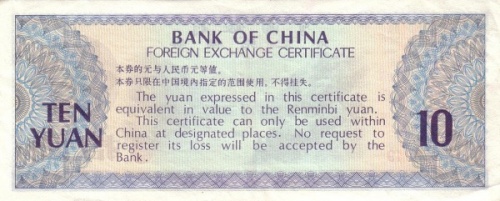 BANK OF CHINA
FOREIGN EXCHANGE CERTIFICATE
本券的元与人民币元等值。
本券只限在中国境内指定的范围使用,不得挂失。
The yuan expressed in this certificate is
equivalent in value to the Renminbi yuan.
This certificate can only be used within
China at designated places. No request to
register its loss will be accepted by the
Bank.
TEN
YUAN
10